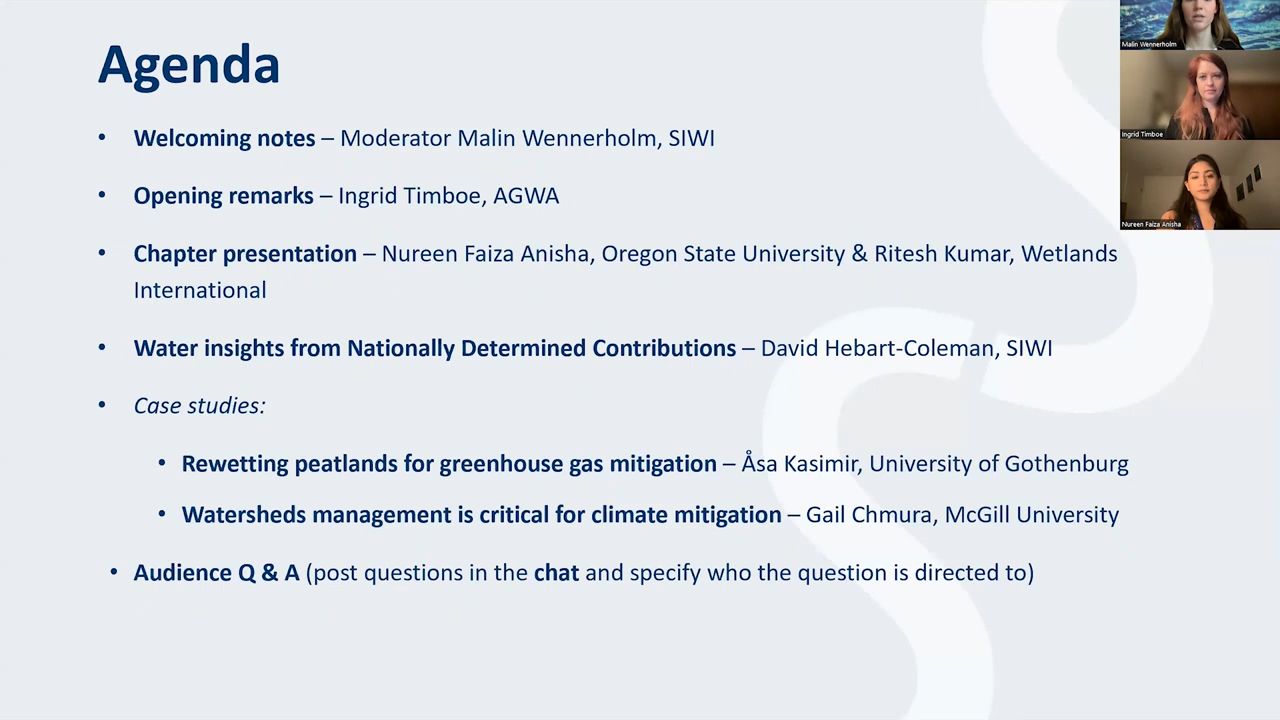 Agenda
• Welcoming notes – Moderator Malin Wennerholm, SIWI
• Opening remarks – Ingrid Timboe, AGWA
• Chapter presentation – Nureen Faiza Anisha, Oregon State University & Ritesh Kumar, Wetlands
International
• Water insights from Nationally Determined Contributions – David Hebart-Coleman, SIWI
• Case studies:
• Rewetting peatlands for greenhouse gas mitigation – Åsa Kasimir, University of Gothenburg
• Watersheds management is critical for climate mitigation – Gail Chmura, McGill University
• Audience Q & A (post questions in the chat and specify who the question is directed to)
Malin Wennerholm
Ingrid Timboe
Nureen Faiza Anisha